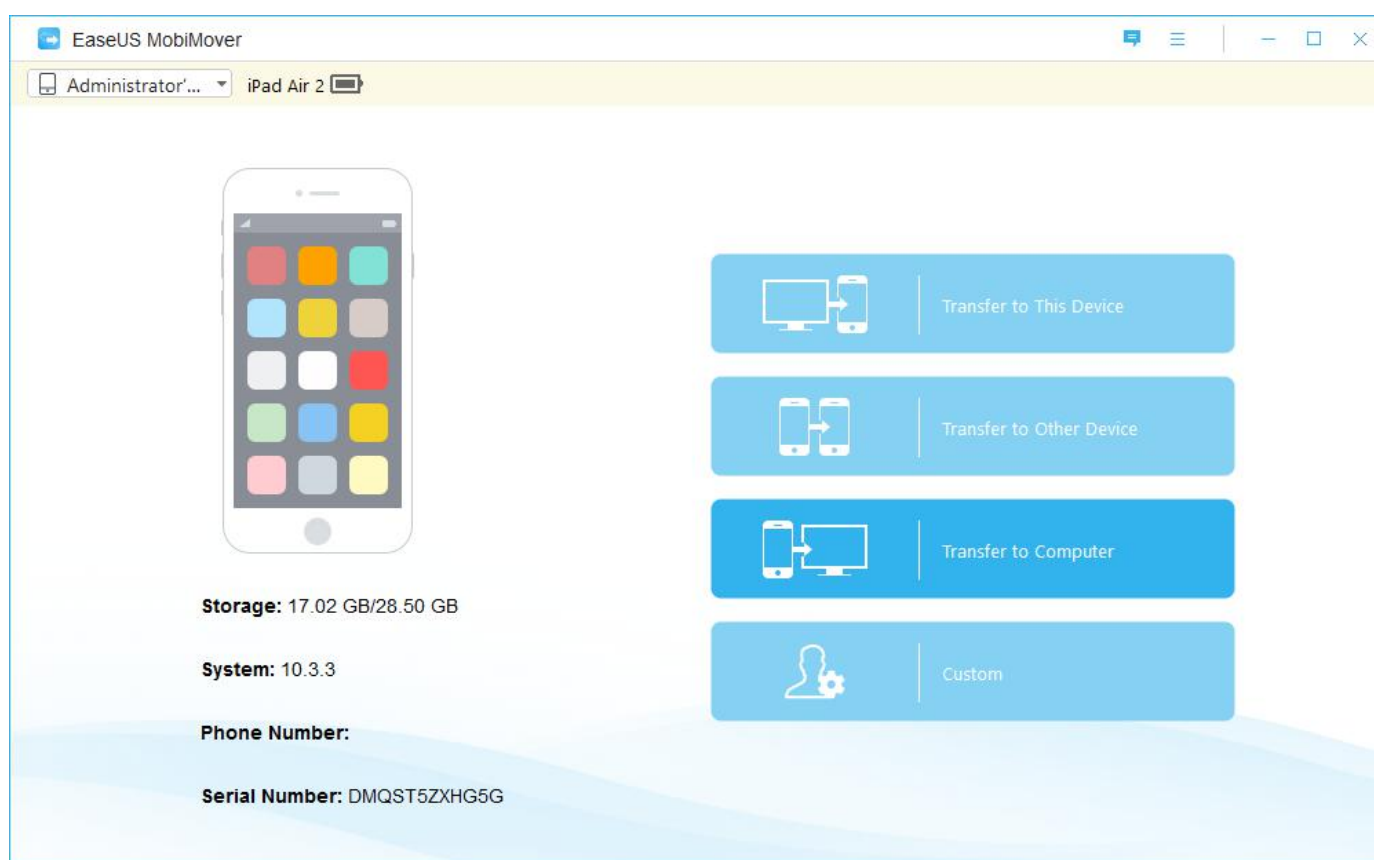 EaseUS MobiMover
Administrator'... iPad Air 2
Transfer to This Device
Transfer to Other Device
Transfer to Computer
Custom
Storage: 17.02 GB/28.50 GB
System: 10.3.3
Phone Number:
Serial Number: DMQST5ZXHG5G